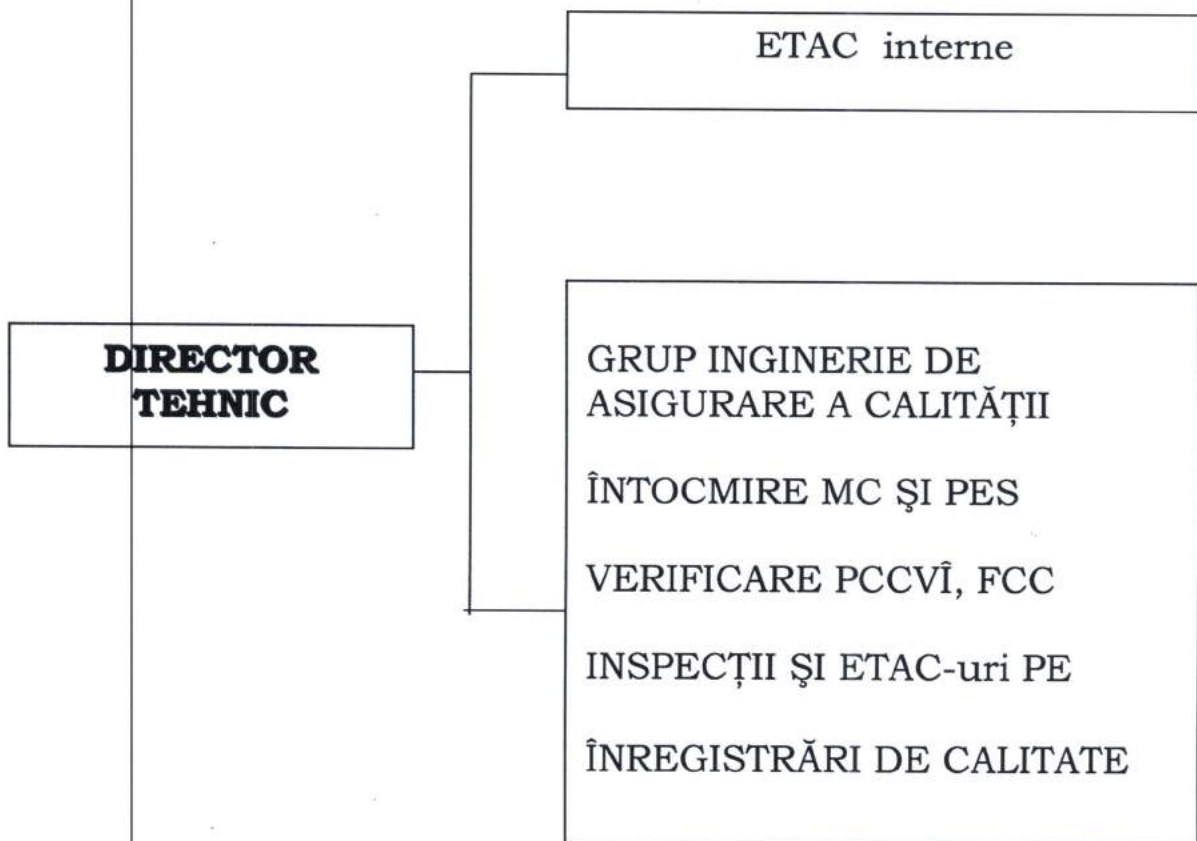 ETAC interne
DIRECTOR
TEHNIC
GRUP INGINERIE DE
ASIGURARE A CALITĂȚII
ÎNTOCMIRE MC ŞI PES
VERIFICARE PCCVÎ, FCC
INSPECȚII ŞI ETAC-uri PE
ÎNREGISTRĂRI DE CALITATE